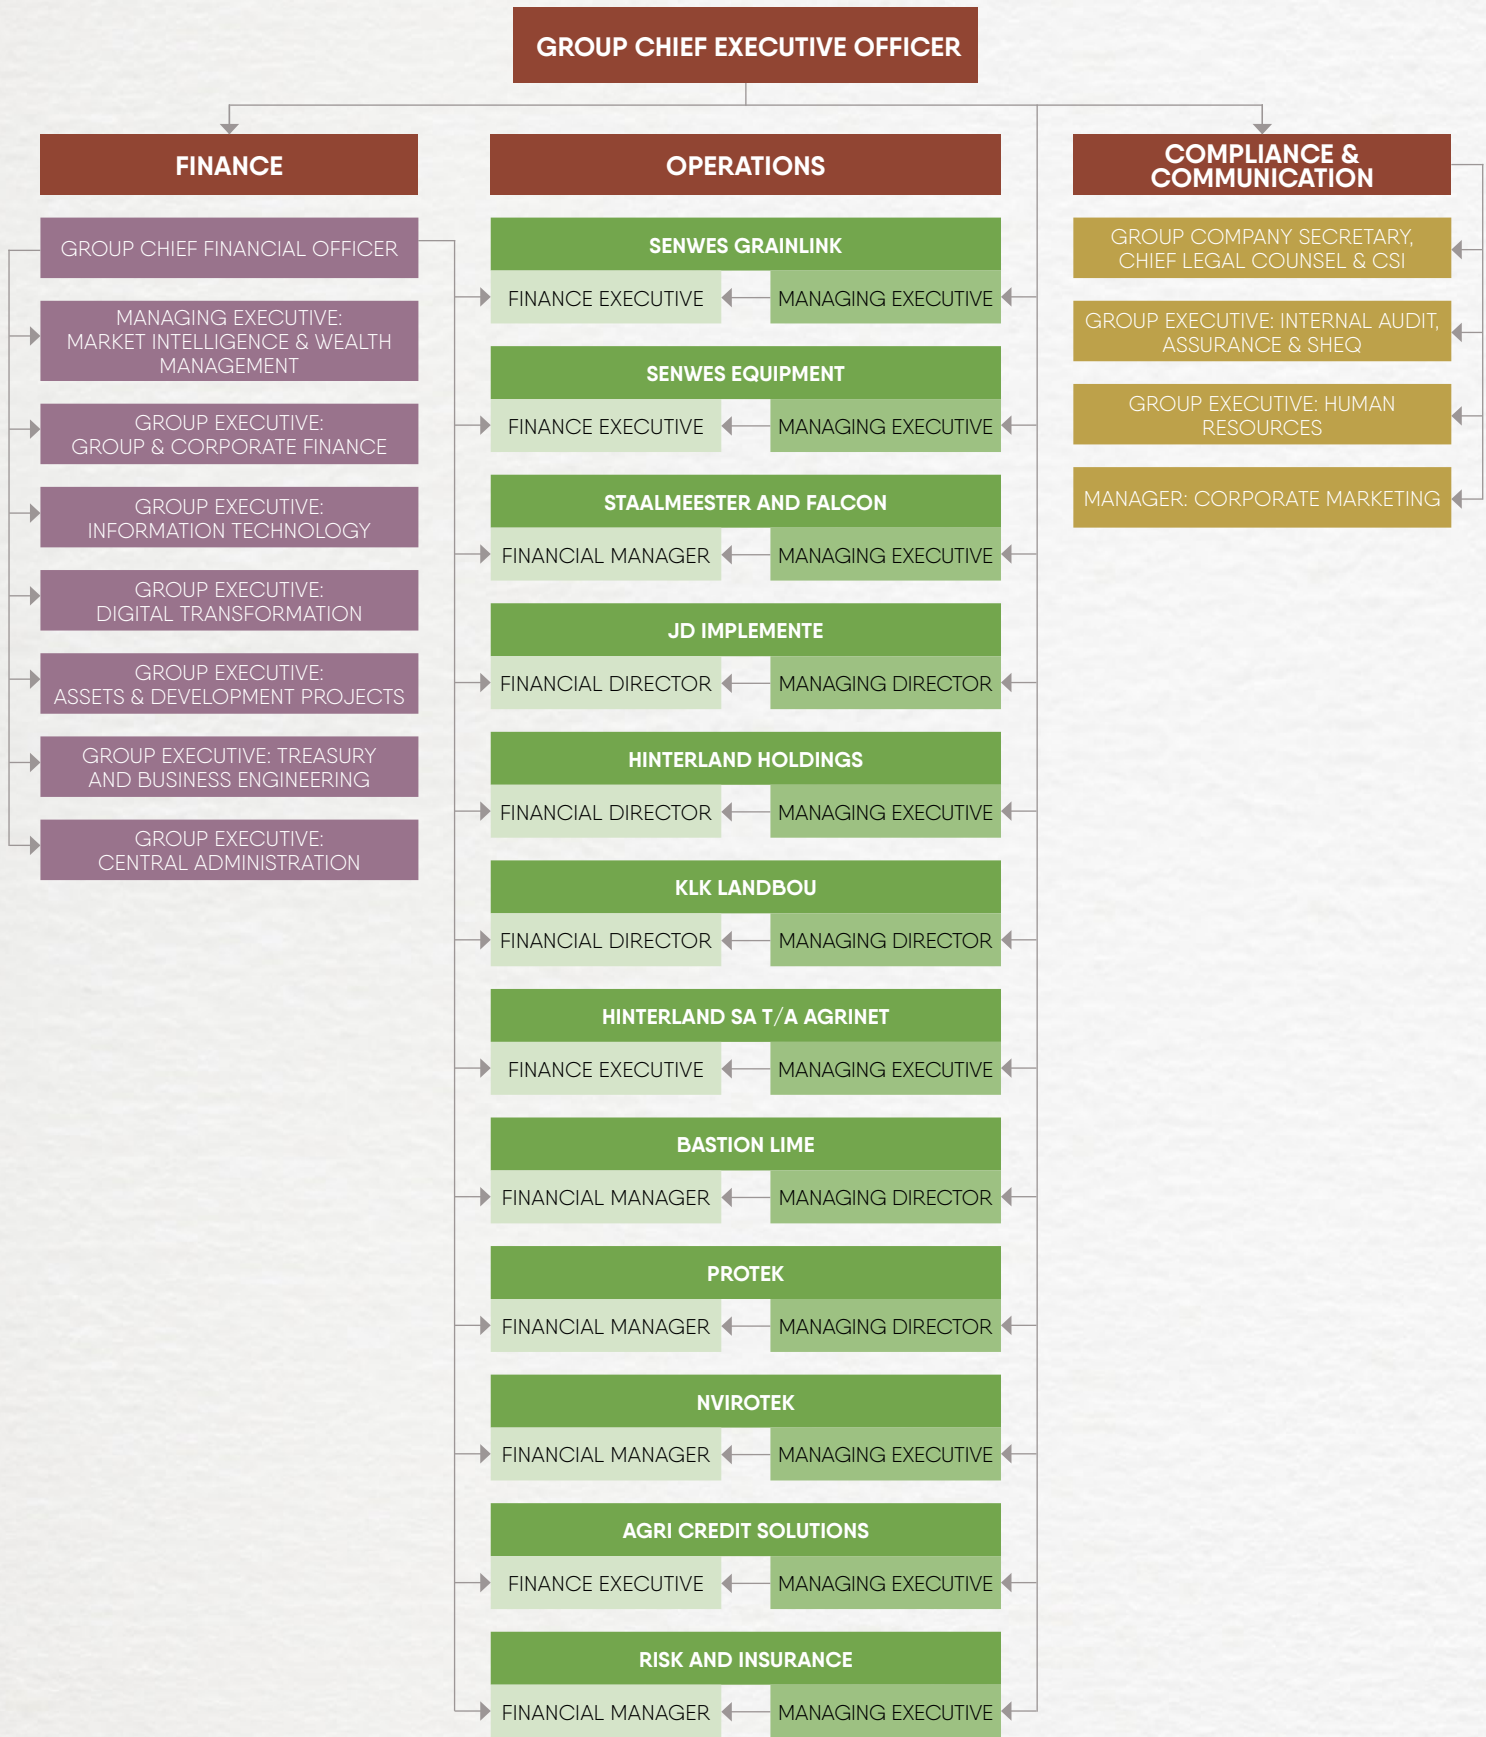 GROUP CHIEF EXECUTIVE OFFICER
FINANCE
GROUP CHIEF FINANCIAL OFFICER
MANAGING EXECUTIVE:
MARKET INTELLIGENCE & WEALTH
MANAGEMENT
GROUP EXECUTIVE:
GROUP & CORPORATE FINANCE
GROUP EXECUTIVE:
INFORMATION TECHNOLOGY
GROUP EXECUTIVE:
DIGITAL TRANSFORMATION
GROUP EXECUTIVE:
ASSETS & DEVELOPMENT PROJECTS
GROUP EXECUTIVE: TREASURY
AND BUSINESS ENGINEERING
GROUP EXECUTIVE:
CENTRAL ADMINISTRATION
OPERATIONS
SENWES GRAINLINK
FINANCE EXECUTIVE
MANAGING EXECUTIVE
SENWES EQUIPMENT
FINANCE EXECUTIVE
MANAGING EXECUTIVE
STAALMEESTER AND FALCON
FINANCIAL MANAGER
MANAGING EXECUTIVE
JD IMPLEMENTE
FINANCIAL DIRECTOR
MANAGING DIRECTOR
HINTERLAND HOLDINGS
FINANCIAL DIRECTOR
MANAGING EXECUTIVE
KLK LANDBOU
FINANCIAL DIRECTOR
MANAGING DIRECTOR
HINTERLAND SA T/A AGRINET
FINANCE EXECUTIVE
MANAGING EXECUTIVE
BASTION LIME
FINANCIAL MANAGER
MANAGING DIRECTOR
PROTEK
FINANCIAL MANAGER
MANAGING DIRECTOR
NVIROTEK
FINANCIAL MANAGER
MANAGING EXECUTIVE
AGRI CREDIT SOLUTIONS
FINANCE EXECUTIVE
MANAGING EXECUTIVE
RISK AND INSURANCE
FINANCIAL MANAGER
MANAGING EXECUTIVE
COMPLIANCE &
COMMUNICATION
GROUP COMPANY SECRETARY,
CHIEF LEGAL COUNSEL & CSI
GROUP EXECUTIVE: INTERNAL AUDIT,
ASSURANCE & SHEQ
GROUP EXECUTIVE: HUMAN
RESOURCES
MANAGER: CORPORATE MARKETING